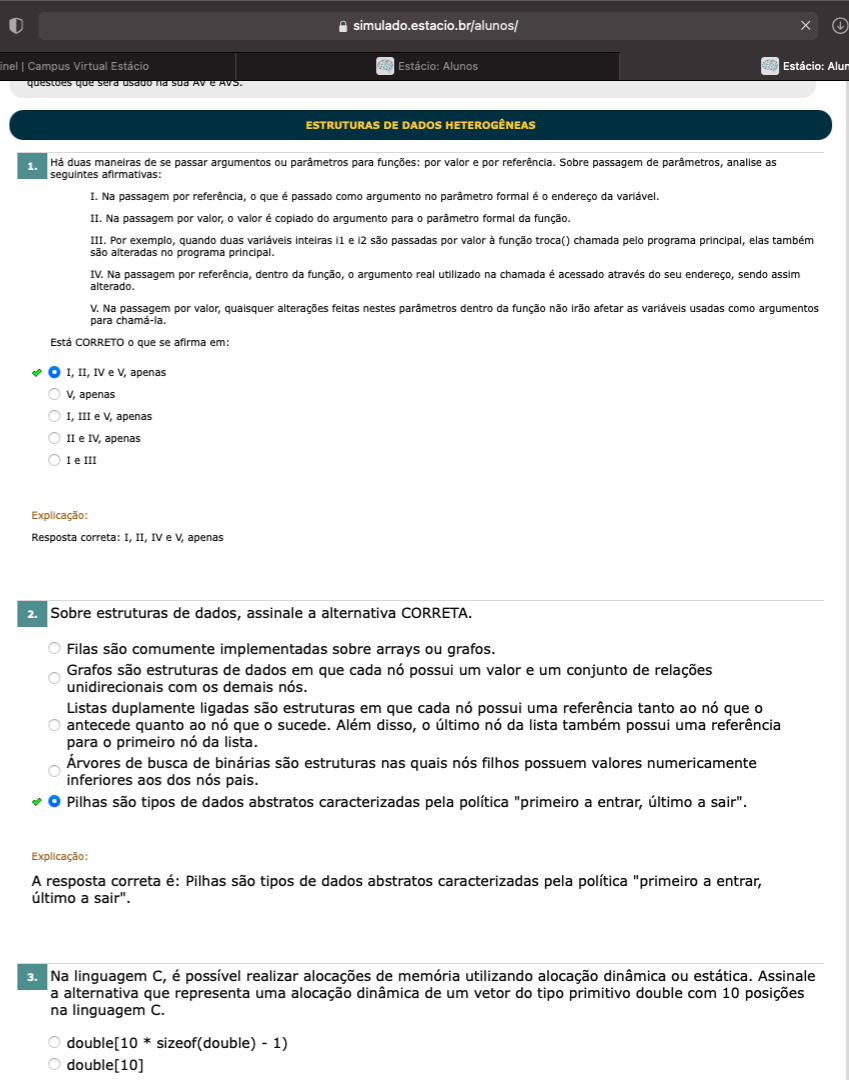 simulado.estacio.br/alunos/
inel | Campus Virtual Estácio
Estácio: Alunos
Estácio: Alun
questões que será usado na sua AV e AVS.
ESTRUTURAS DE DADOS HETEROGÊNEAS
1.
Há duas maneiras de se passar argumentos ou parâmetros para funções: por valor e por referência. Sobre passagem de parâmetros, analise as
seguintes afirmativas:
I. Na passagem por referência, o que é passado como argumento no parâmetro formal é o endereço da variável.
II. Na passagem por valor, o valor é copiado do argumento para o parâmetro formal da função.
III. Por exemplo, quando duas variáveis inteiras i1 e i2 são passadas por valor à função troca() chamada pelo programa principal, elas também
são alteradas no programa principal.
IV. Na passagem por referência, dentro da função, o argumento real utilizado na chamada é acessado através do seu endereço, sendo assim
alterado.
V. Na passagem por valor, quaisquer alterações feitas nestes parâmetros dentro da função não irão afetar as variáveis usadas como argumentos
para chamá-la.
Está CORRETO o que se afirma em:
I, II, IV e V, apenas
V, apenas
I, III e V, apenas
II e IV, apenas
I e III
Explicação:
Resposta correta: I, II, IV e V, apenas
2.
Sobre estruturas de dados, assinale a alternativa CORRETA.
Filas são comumente implementadas sobre arrays ou grafos.
Grafos são estruturas de dados em que cada nó possui um valor e um conjunto de relações
unidirecionais com os demais nós.
Listas duplamente ligadas são estruturas em que cada nó possui uma referência tanto ao nó que o
antecede quanto ao nó que o sucede. Além disso, o último nó da lista também possui uma referência
para o primeiro nó da lista.
Árvores de busca de binárias são estruturas nas quais nós filhos possuem valores numericamente
inferiores aos dos nós pais.
Pilhas são tipos de dados abstratos caracterizadas pela política "primeiro a entrar, último a sair".
Explicação:
A resposta correta é: Pilhas são tipos de dados abstratos caracterizadas pela política "primeiro a entrar,
último a sair".
3.
Na linguagem C, é possível realizar alocações de memória utilizando alocação dinâmica ou estática. Assinale
a alternativa que representa uma alocação dinâmica de um vetor do tipo primitivo double com 10 posições
na linguagem C.
double[10 * sizeof(double) - 1)
double[10]